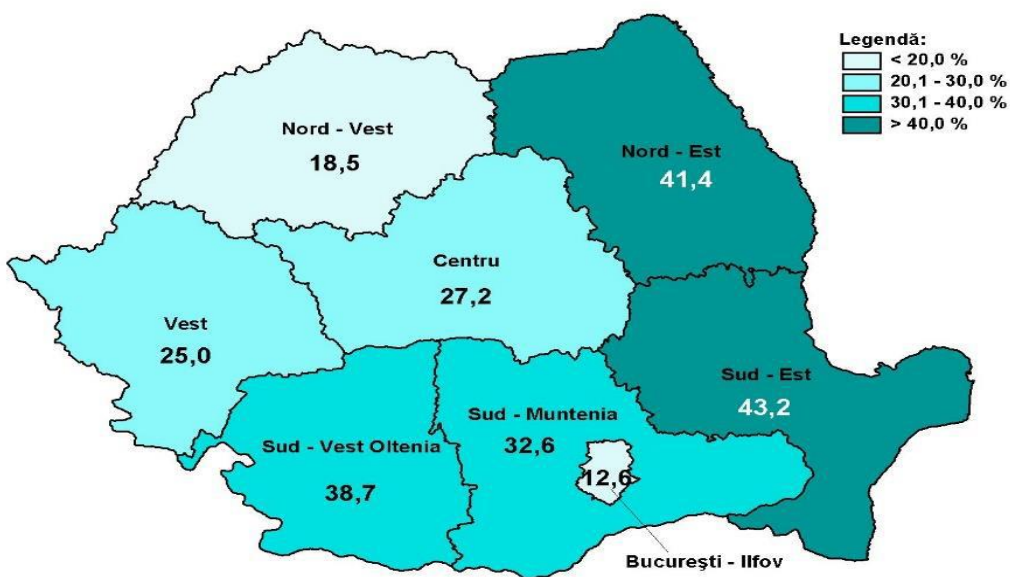 Legendă:
< 20,0 %
20,1 - 30,0 %
30,1 - 40,0 %
> 40,0 %
Nord - Vest
18,5
Nord - Est
41,4
Centru
27,2
Vest
25,0
Sud - Est
43,2
Sud - Muntenia
32,6
Sud - Vest Oltenia
38,7
12,6
Bucureşti - Ilfov